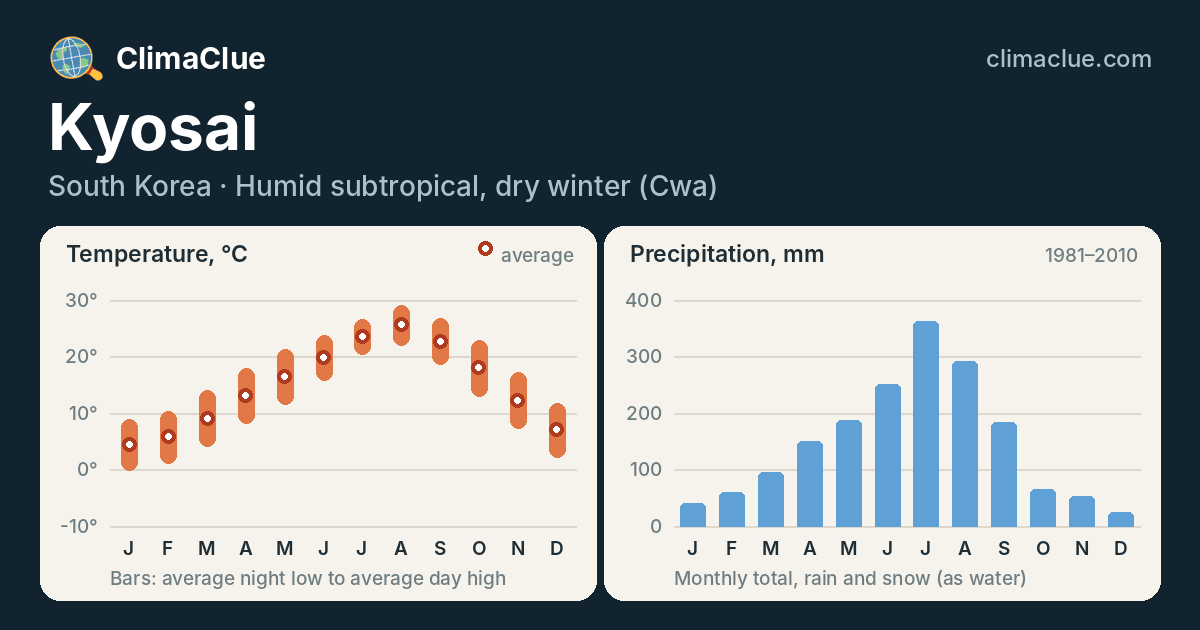 ClimaClue
climaclue.com
Kyosai
South Korea · Humid subtropical, dry winter (Cwa)
Temperature, °C
average
30°
20°
10°
0°
-10°
J F M A M J J A S O N D
Bars: average night low to average day high
Precipitation, mm
1981–2010
400
300
200
100
0
J F M A M J J A S O N D
Monthly total, rain and snow (as water)